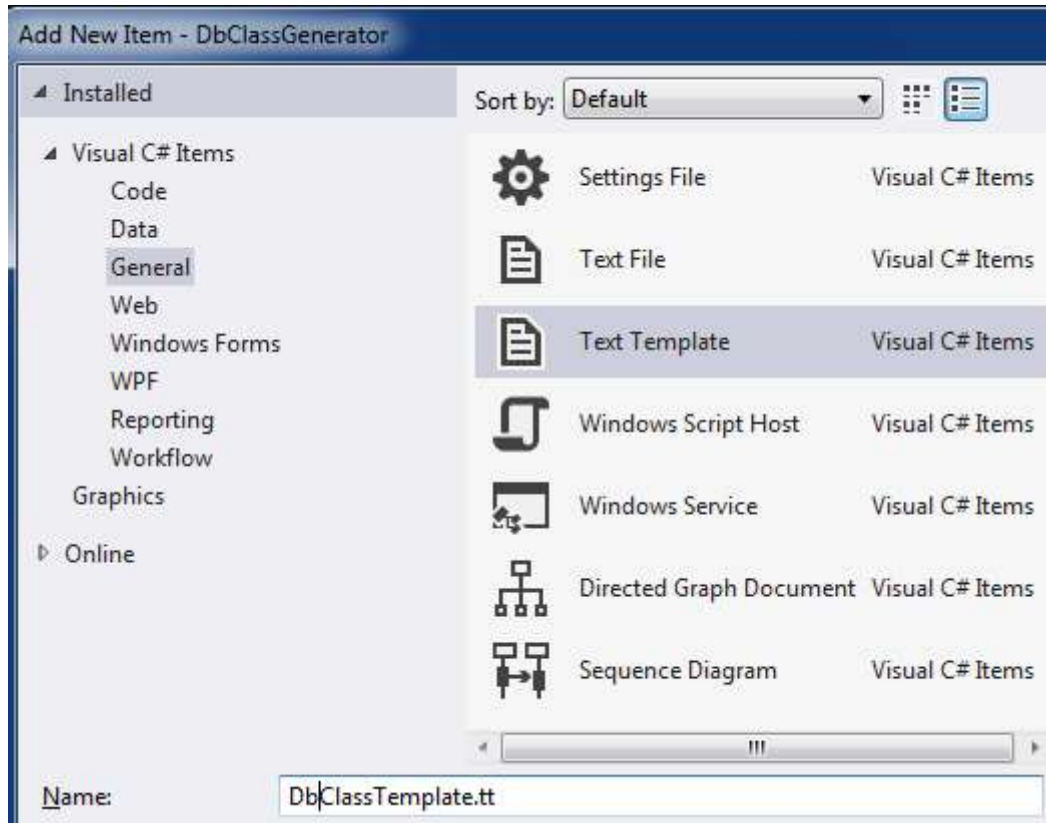 Add New Item - DbClassGenerator
Installed
Sort by: Default
Visual C# Items
Code
Data
General
Web
Windows Forms
WPF
Reporting
Workflow
Graphics
Online
Settings File Visual C# Items
Text File Visual C# Items
Text Template Visual C# Items
Windows Script Host Visual C# Items
Windows Service Visual C# Items
Directed Graph Document Visual C# Items
Sequence Diagram Visual C# Items
Name: DbClassTemplate.tt